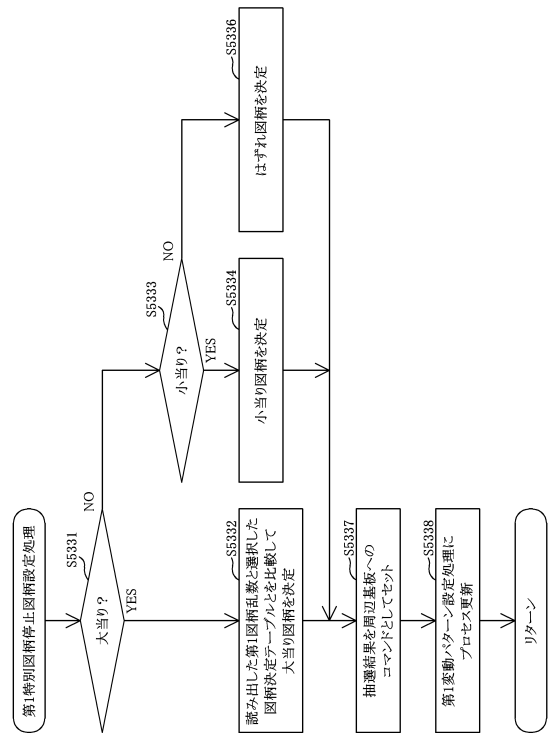 第1特別図柄停止図柄設定処理
S5331
大当り？
NO
YES
S5333
小当り？
NO
YES
S5332
読み出した第1図柄乱数と選択した
図柄決定テーブルとを比較して
大当り図柄を決定
S5334
小当り図柄を決定
S5336
はずれ図柄を決定
S5337
抽選結果を周辺基板への
コマンドとしてセット
S5338
第1変動パターン設定処理に
プロセス更新
リターン